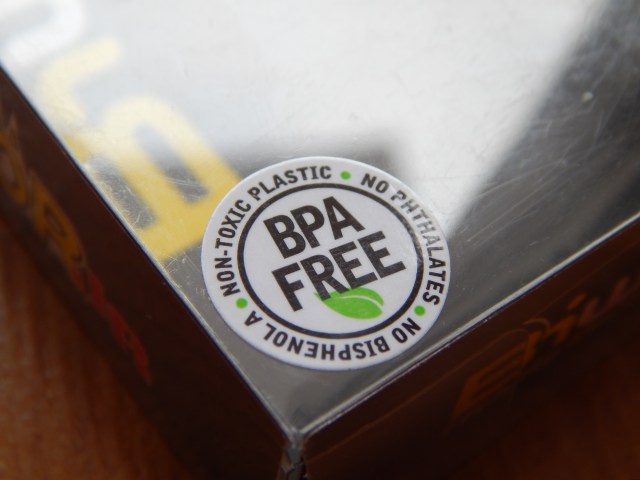 NON-TOXIC PLASTIC • NO PHTHALATES • NO BISPHENOL A •
BPA
FREE